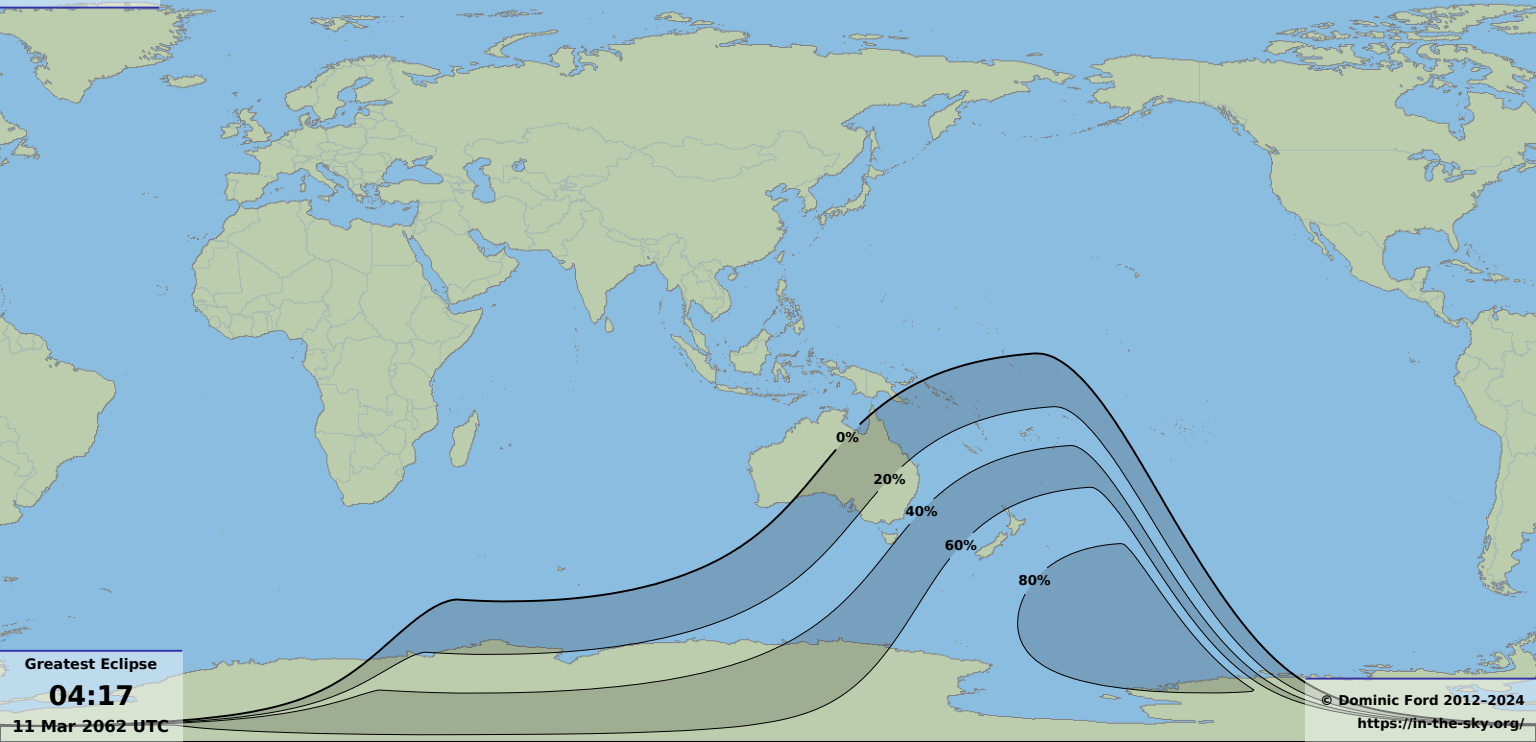 0%
20%
40%
60%
80%
Greatest Eclipse
04:17
11 Mar 2062 UTC
© Dominic Ford 2012–2024
https://in-the-sky.org/